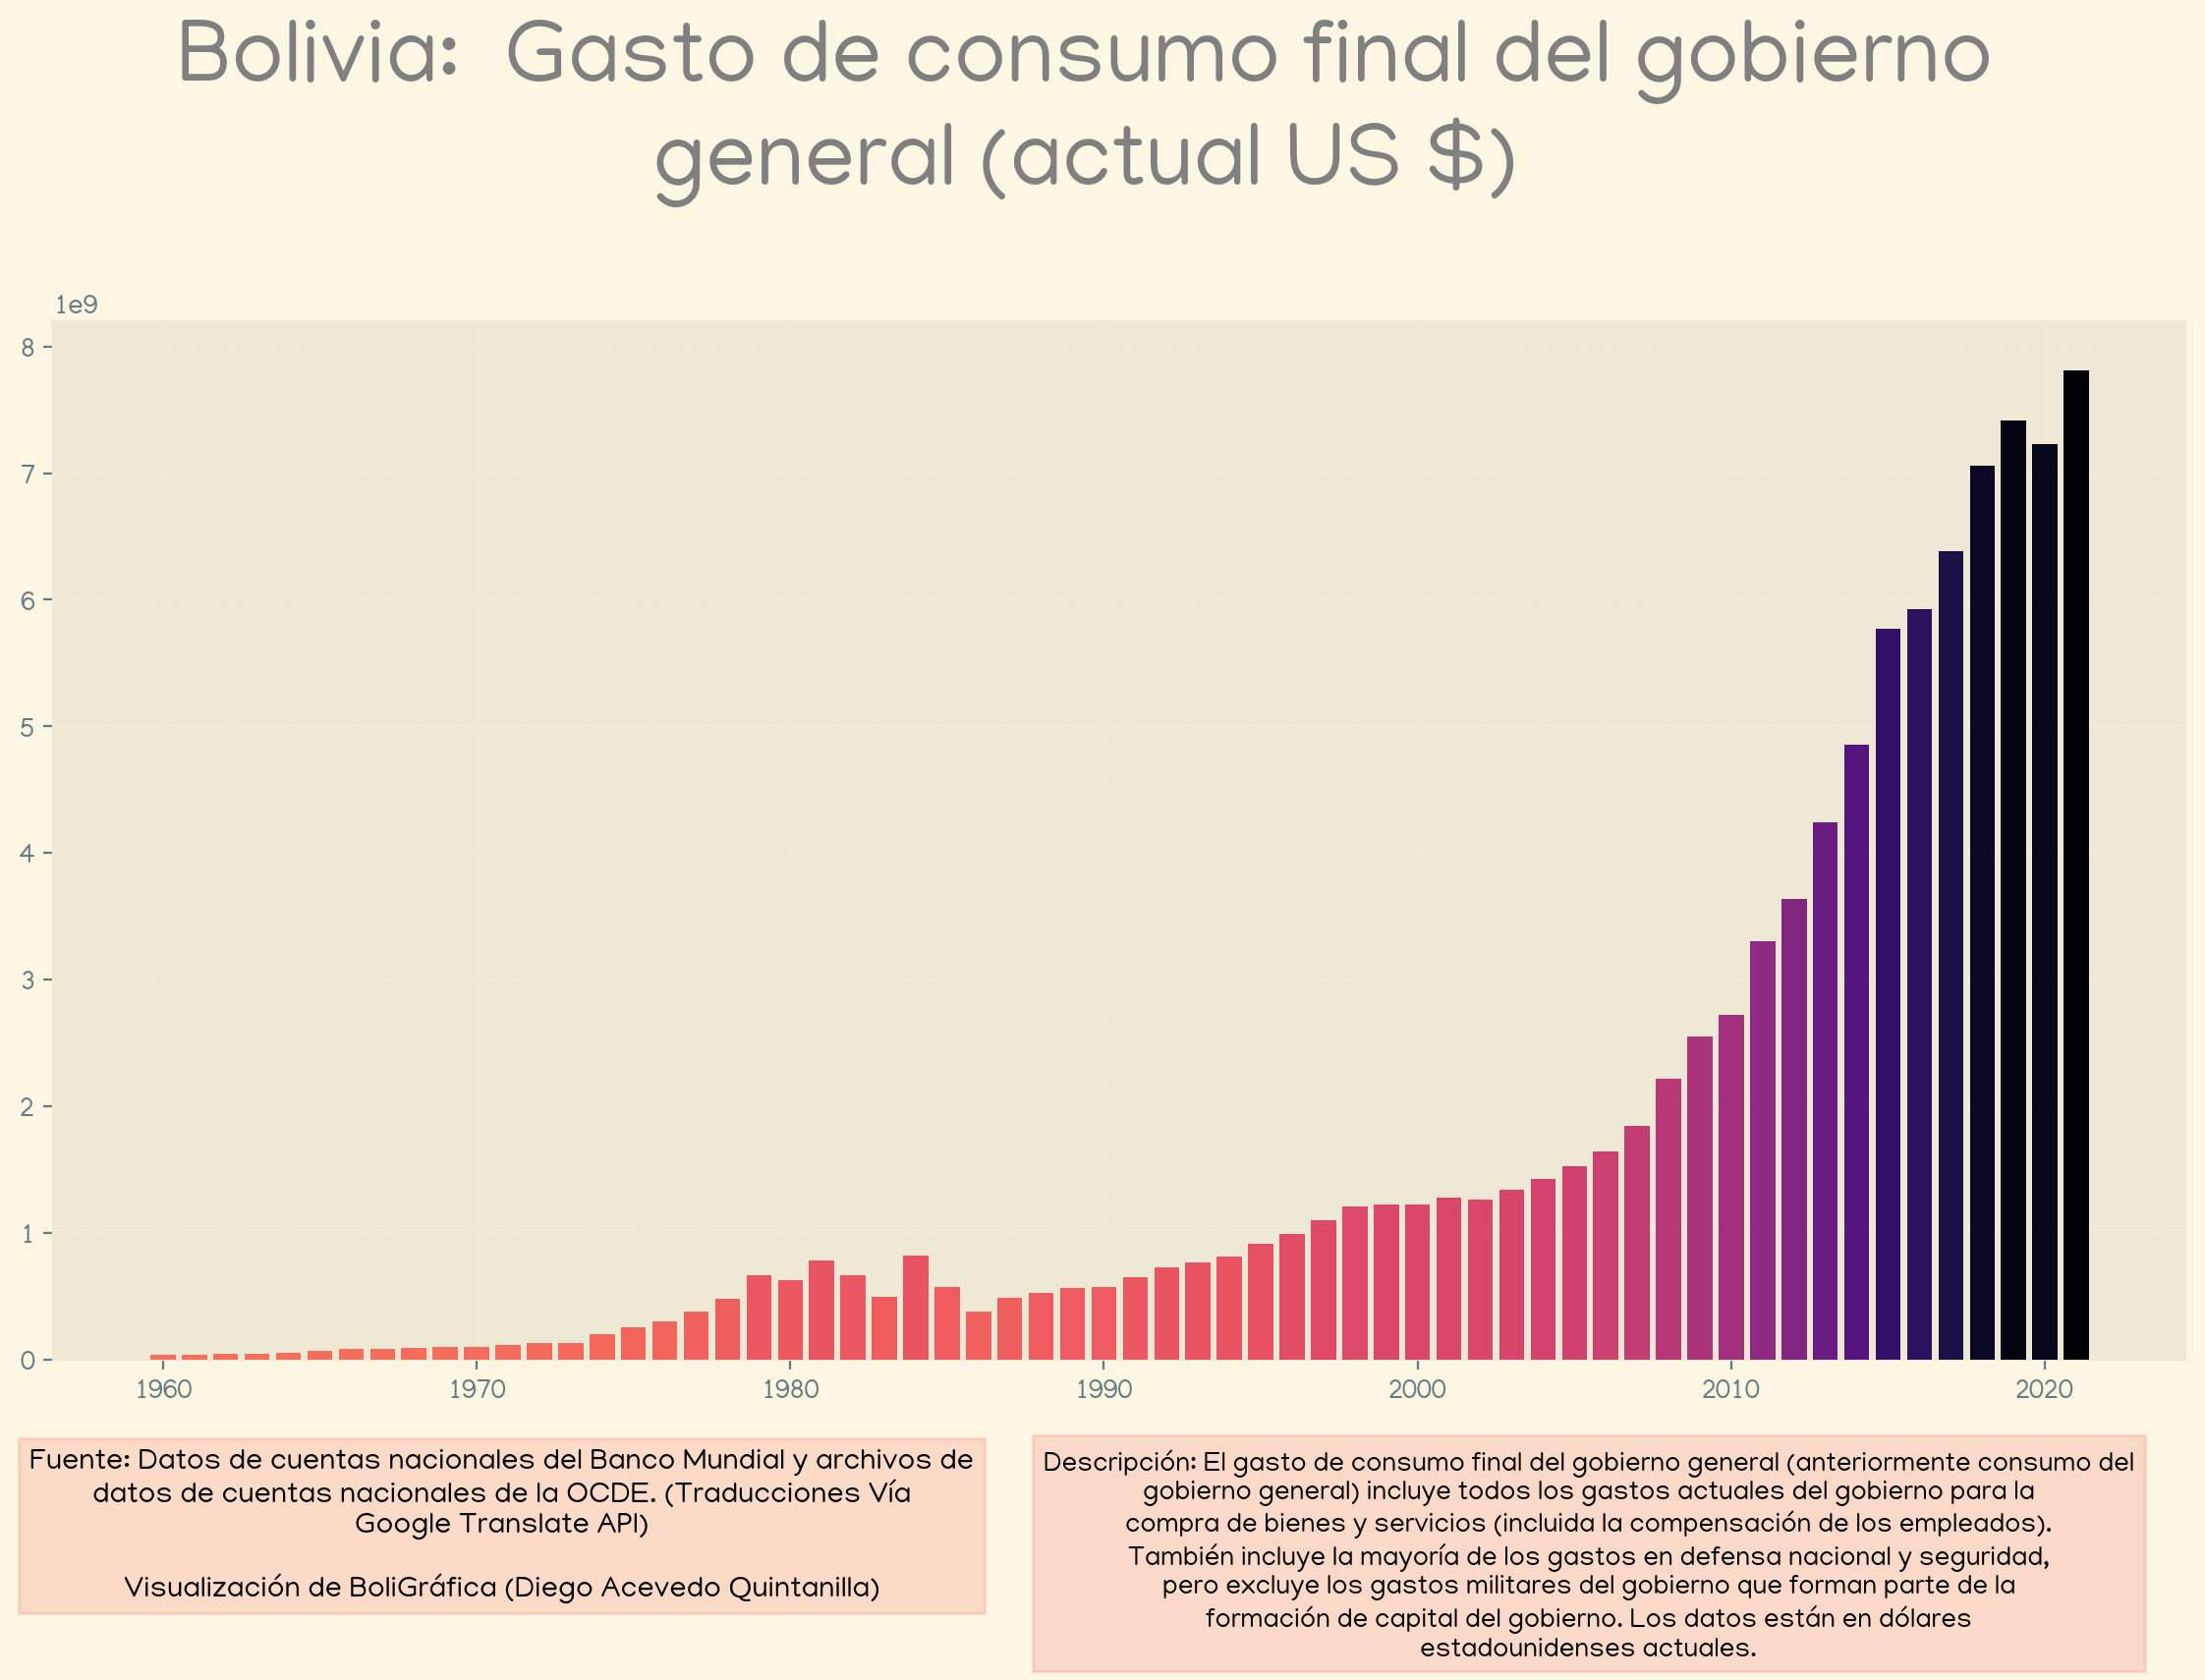 Bolivia: Gasto de consumo final del gobierno
general (actual US $)
1e9
8
7
6
5
4
3
2
1
0
1960 1970 1980 1990 2000 2010 2020
Fuente: Datos de cuentas nacionales del Banco Mundial y archivos de
datos de cuentas nacionales de la OCDE. (Traducciones Vía
Google Translate API)
Visualización de BoliGráfica (Diego Acevedo Quintanilla)
Descripción: El gasto de consumo final del gobierno general (anteriormente consumo del
gobierno general) incluye todos los gastos actuales del gobierno para la
compra de bienes y servicios (incluida la compensación de los empleados).
También incluye la mayoría de los gastos en defensa nacional y seguridad,
pero excluye los gastos militares del gobierno que forman parte de la
formación de capital del gobierno. Los datos están en dólares
estadounidenses actuales.